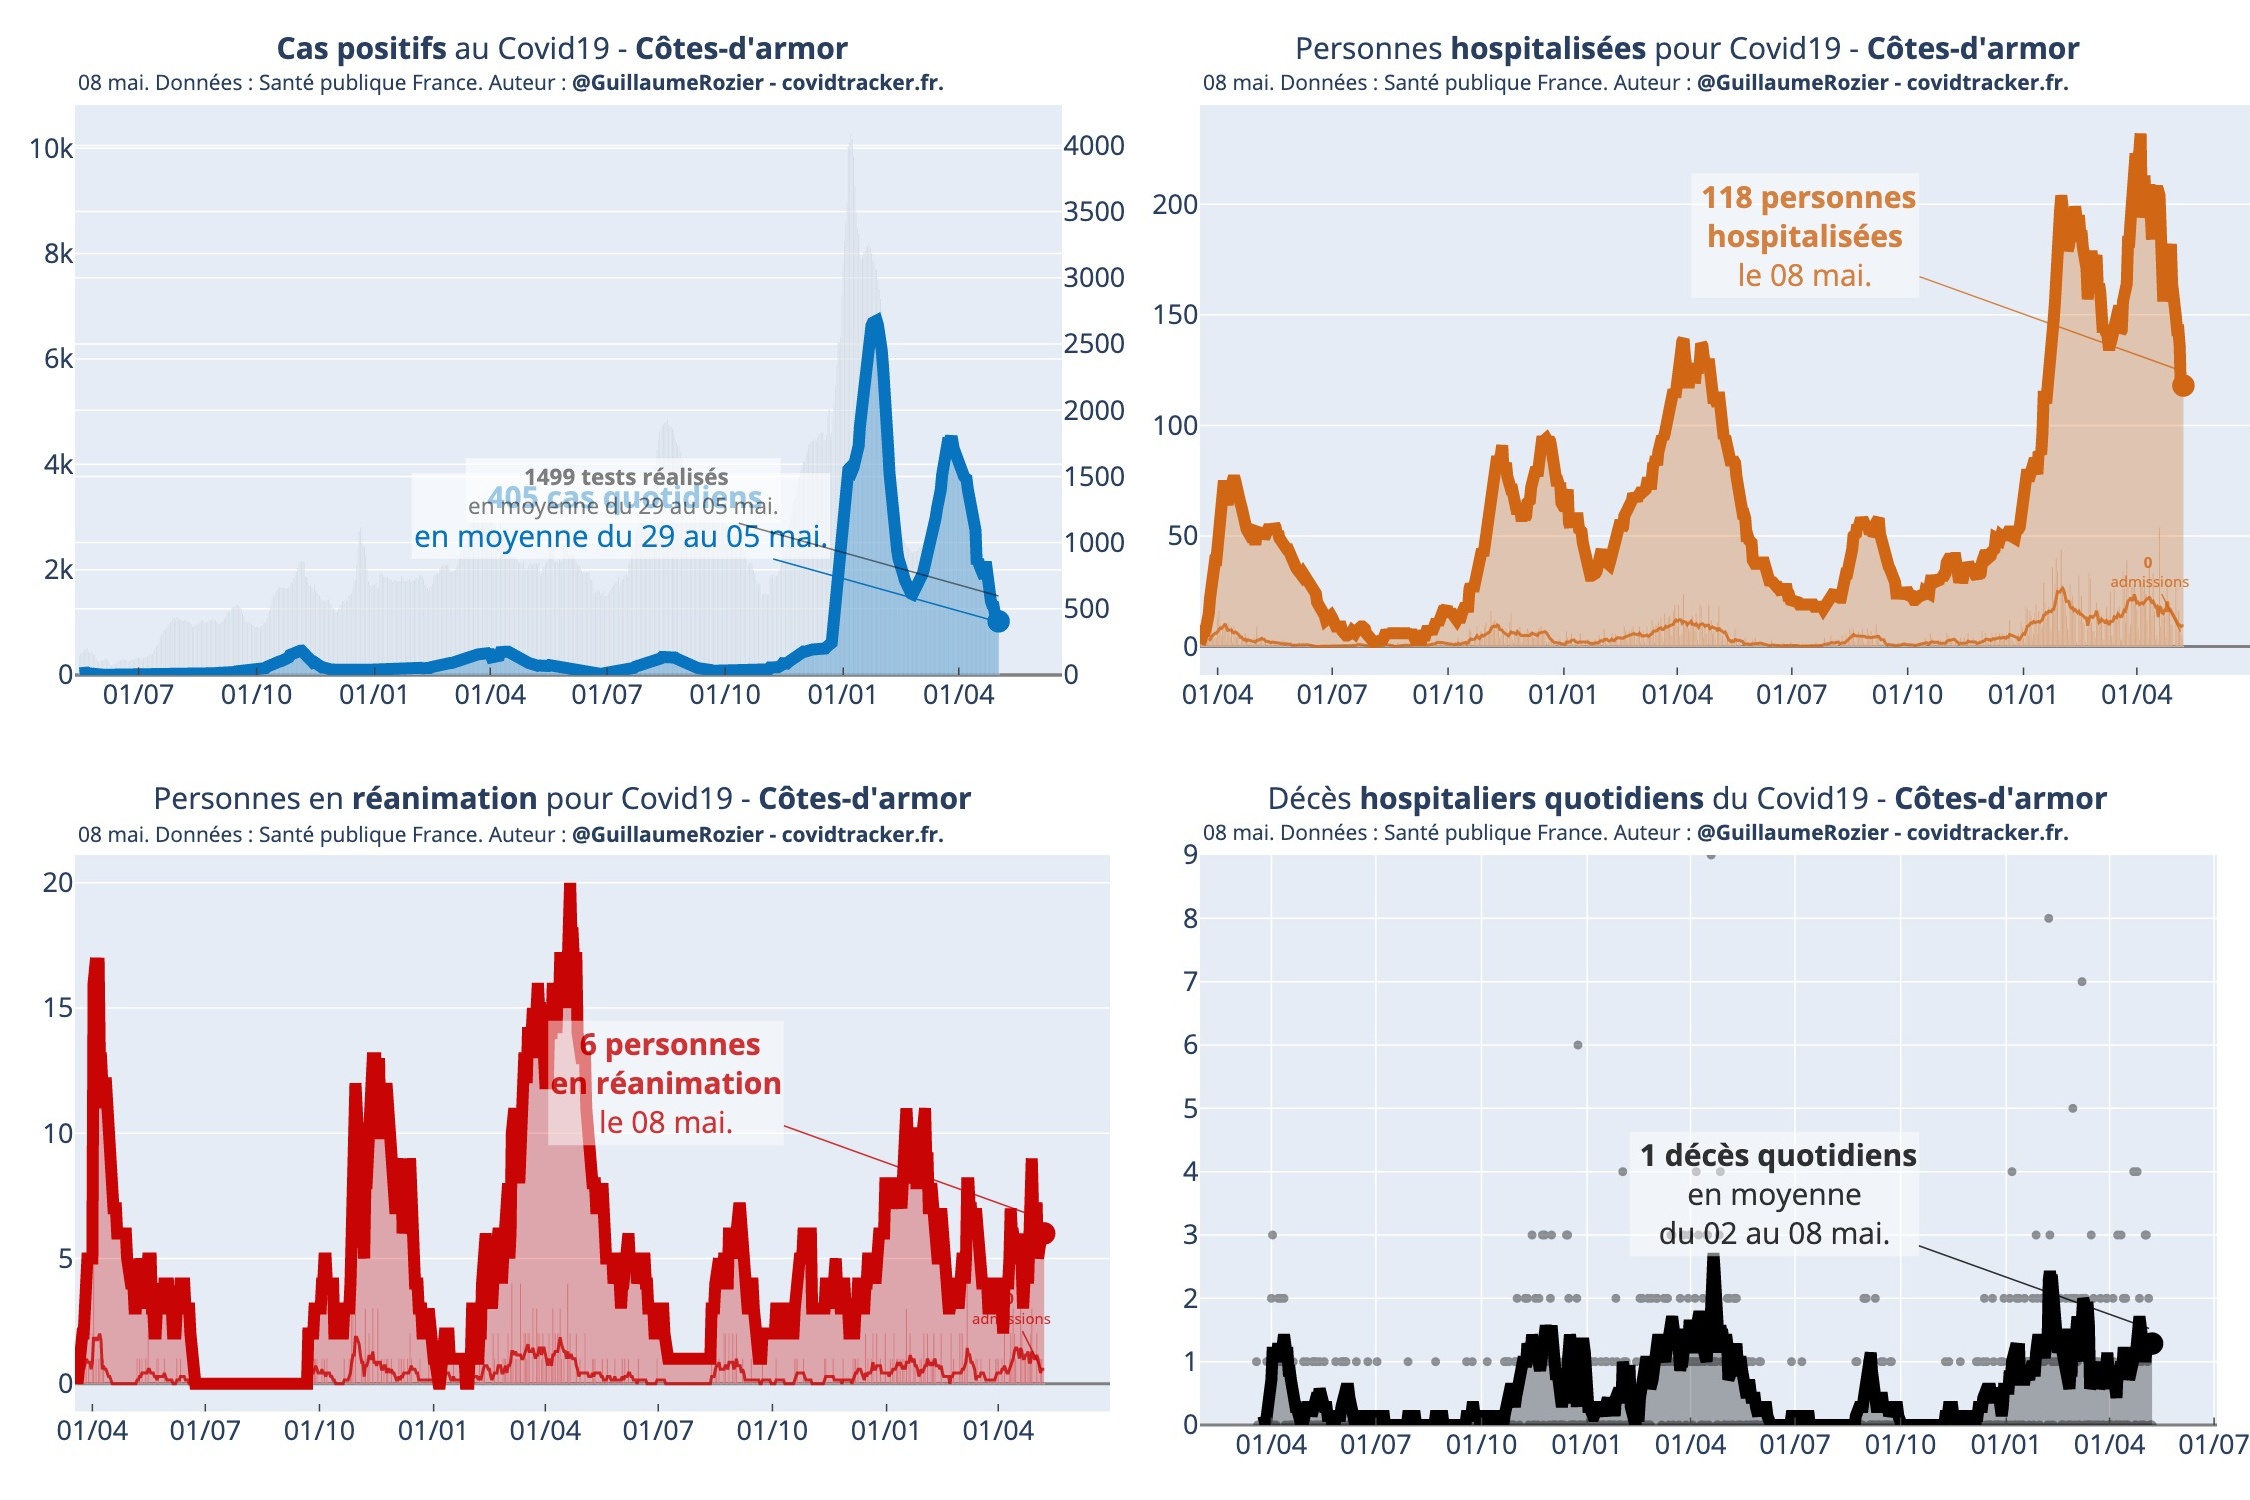 Cas positifs au Covid19 - Côtes-d'armor
08 mai. Données : Santé publique France. Auteur : @GuillaumeRozier - covidtracker.fr.
10k
8k
6k
4k
2k
0
4000
3500
3000
2500
2000
1500
1000
500
0
1499 tests réalisés
en moyenne du 29 au 05 mai.
405 cas quotidiens
en moyenne du 29 au 05 mai.
01/07 01/10 01/01 01/04 01/07 01/10 01/01 01/04
Personnes hospitalisées pour Covid19 - Côtes-d'armor
08 mai. Données : Santé publique France. Auteur : @GuillaumeRozier - covidtracker.fr.
200
150
100
50
0
118 personnes
hospitalisées
le 08 mai.
0
admissions
01/04 01/07 01/10 01/01 01/04 01/07 01/10 01/01 01/04
Personnes en réanimation pour Covid19 - Côtes-d'armor
08 mai. Données : Santé publique France. Auteur : @GuillaumeRozier - covidtracker.fr.
20
15
10
5
0
6 personnes
en réanimation
le 08 mai.
0
admissions
01/04 01/07 01/10 01/01 01/04 01/07 01/10 01/01 01/04
Décès hospitaliers quotidiens du Covid19 - Côtes-d'armor
08 mai. Données : Santé publique France. Auteur : @GuillaumeRozier - covidtracker.fr.
9
8
7
6
5
4
3
2
1
0
1 décès quotidiens
en moyenne
du 02 au 08 mai.
01/04 01/07 01/10 01/01 01/04 01/07 01/10 01/01 01/04 01/07